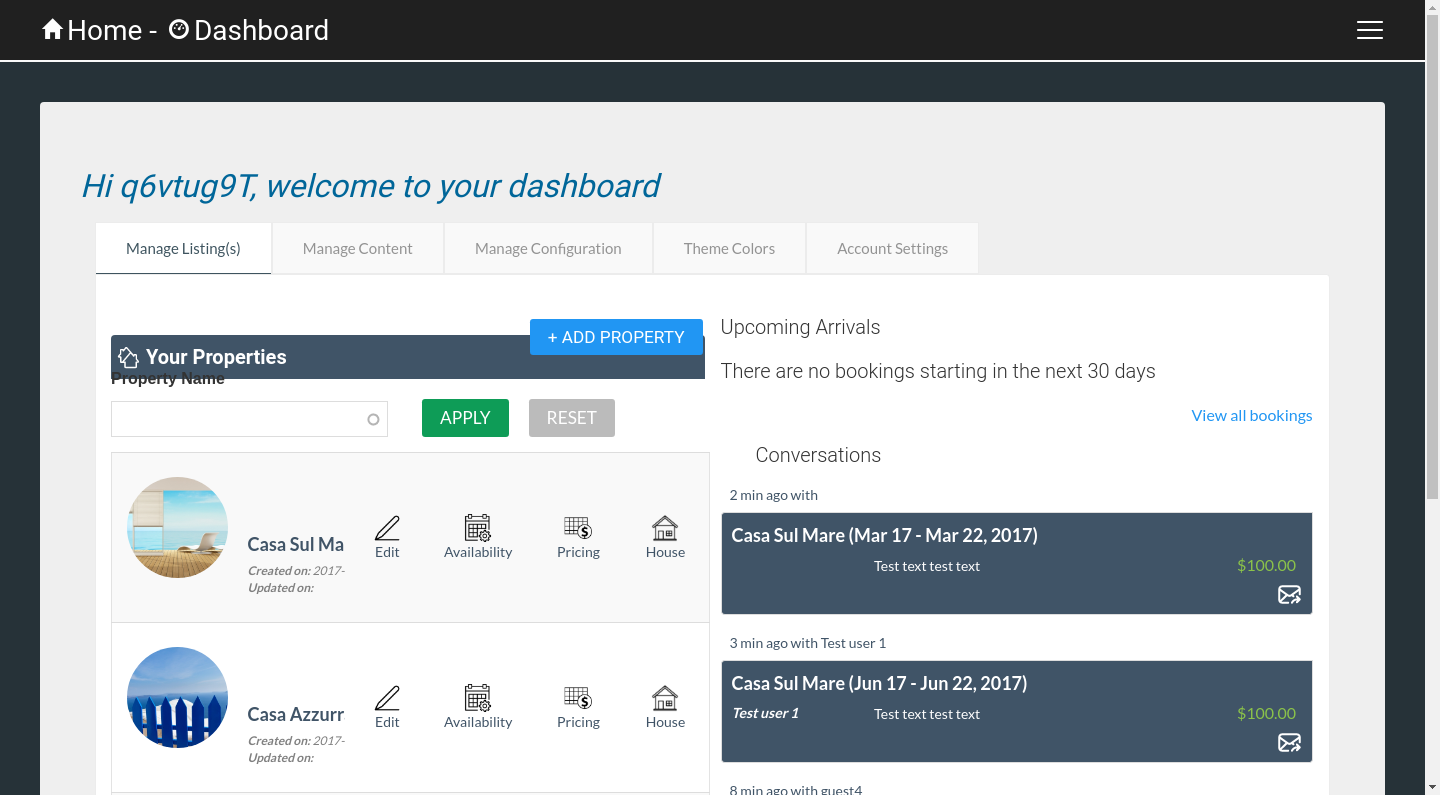 Home - Dashboard
Hi q6vtug9T, welcome to your dashboard
Manage Listing(s)
Manage Content
Manage Configuration
Theme Colors
Account Settings
+ ADD PROPERTY
Your Properties
Property Name
APPLY
RESET
Casa Sul Ma
Created on: 2017-
Updated on:
Edit
Availability
Pricing
House
Casa Azzurr
Created on: 2017-
Updated on:
Edit
Availability
Pricing
House
Upcoming Arrivals
There are no bookings starting in the next 30 days
View all bookings
Conversations
2 min ago with
Casa Sul Mare (Mar 17 - Mar 22, 2017)
Test text test text
$100.00
3 min ago with Test user 1
Casa Sul Mare (Jun 17 - Jun 22, 2017)
Test user 1
Test text test text
$100.00
8 min ago with guest4